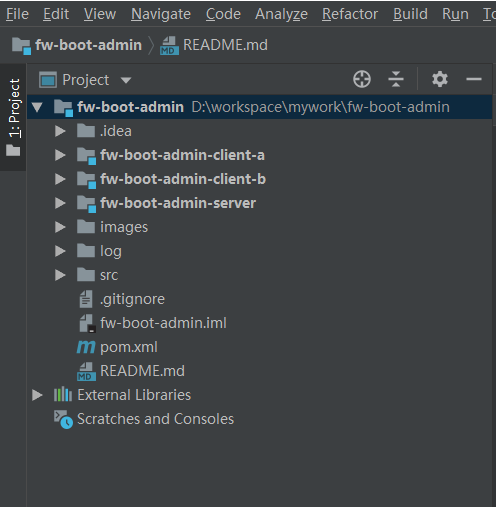 File Edit View Navigate Code Analyze Refactor Build Run
fw-boot-admin README.md
Project
1: Project
fw-boot-admin D:\workspace\mywork\fw-boot-admin
.idea
fw-boot-admin-client-a
fw-boot-admin-client-b
fw-boot-admin-server
images
log
src
.gitignore
fw-boot-admin.iml
m pom.xml
MD README.md
External Libraries
Scratches and Consoles